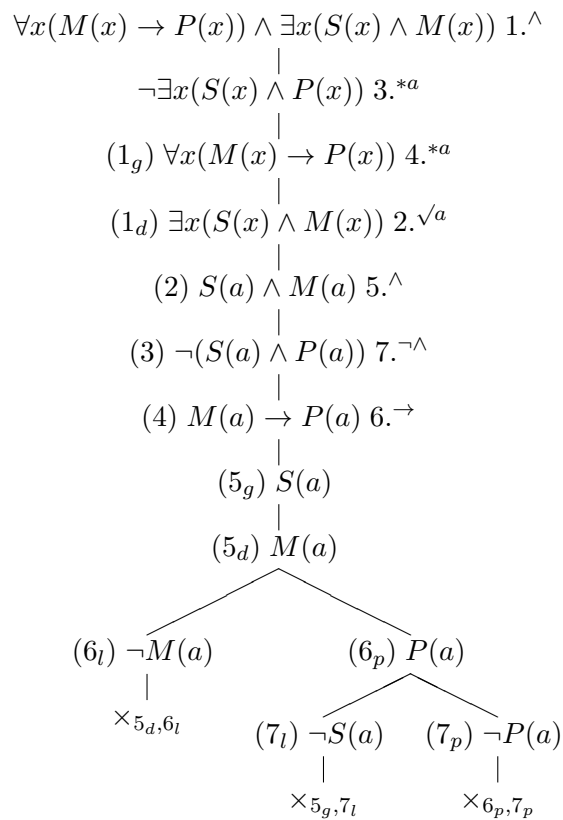 ∀x(M(x) → P(x)) ∧ ∃x(S(x) ∧ M(x)) 1.^∧
¬∃x(S(x) ∧ P(x)) 3.^{*a}
(1_g) ∀x(M(x) → P(x)) 4.^{*a}
(1_d) ∃x(S(x) ∧ M(x)) 2.^{√a}
(2) S(a) ∧ M(a) 5.^∧
(3) ¬(S(a) ∧ P(a)) 7.^{¬∧}
(4) M(a) → P(a) 6.^→
(5_g) S(a)
(5_d) M(a)
(6_l) ¬M(a) (6_p) P(a)
×_{5_d,6_l}
(7_l) ¬S(a) (7_p) ¬P(a)
×_{5_g,7_l} ×_{6_p,7_p}